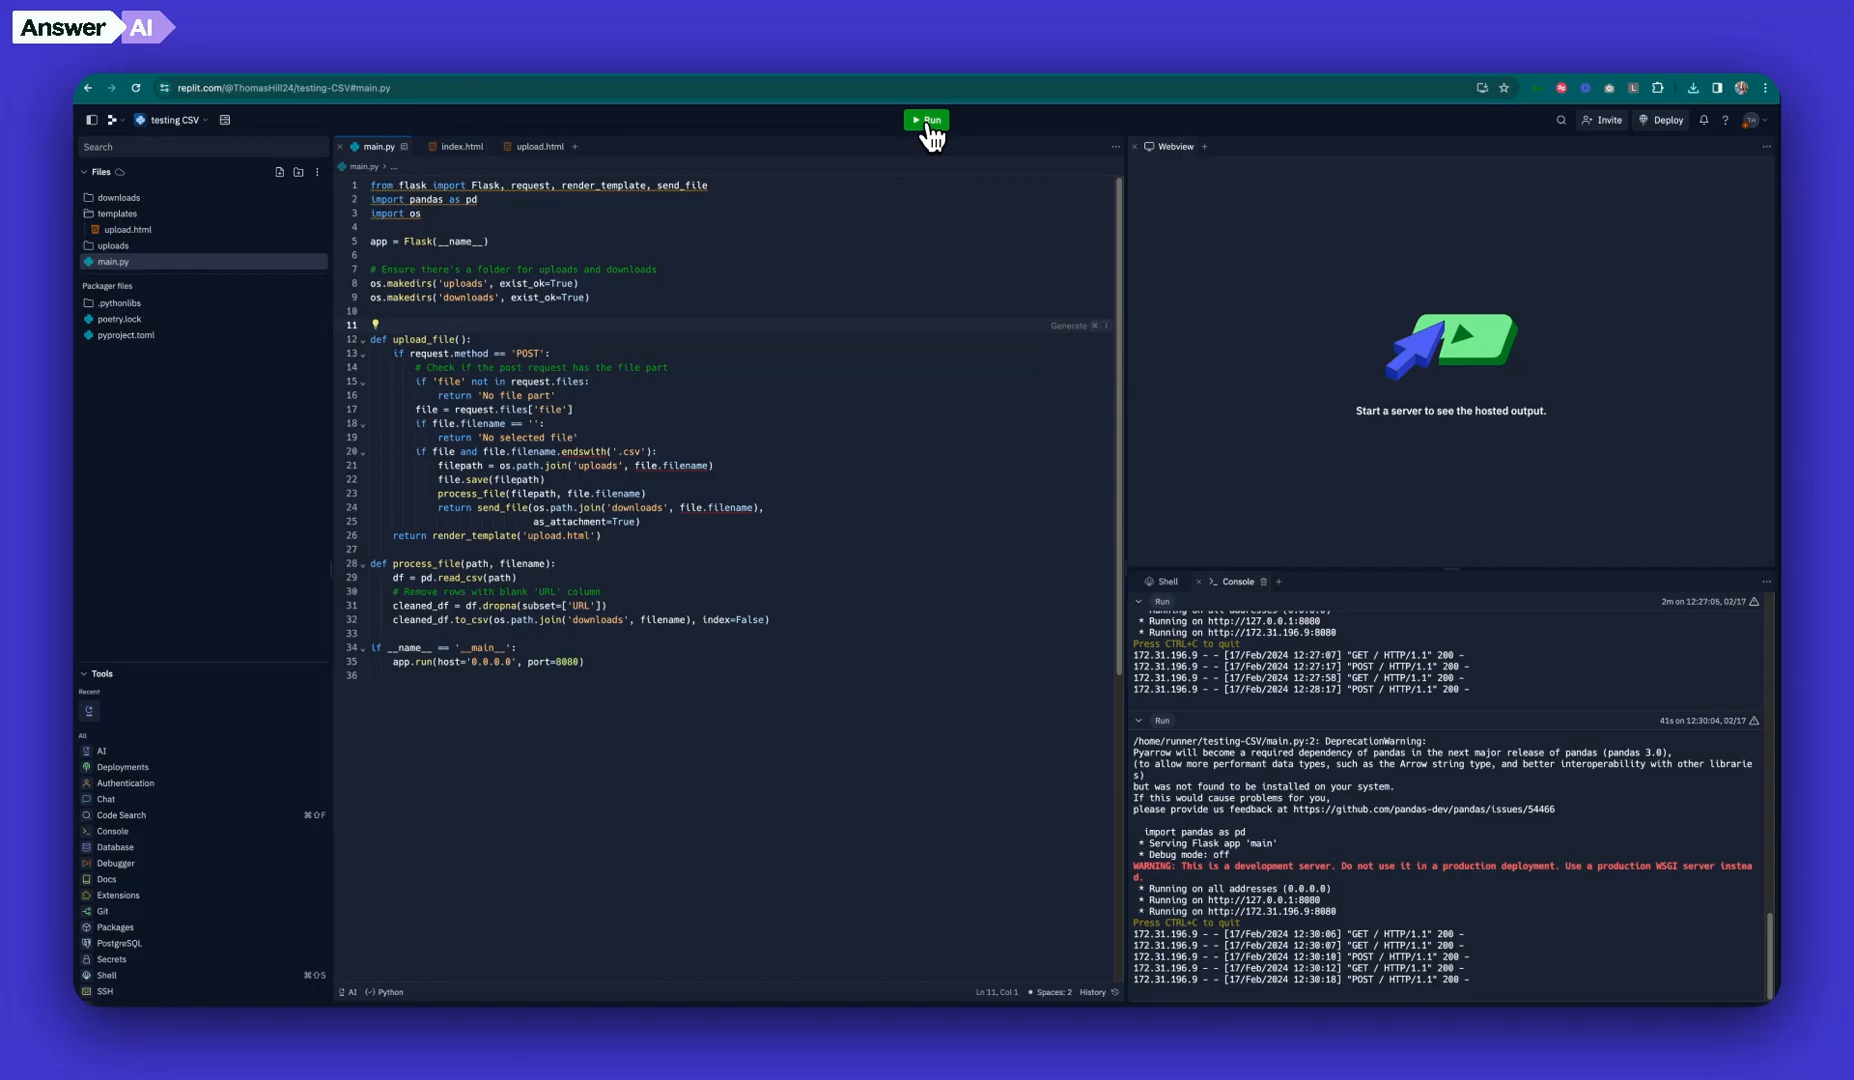 Answer AI
replit.com/@ThomasHill24/testing-CSV#main.py
testing CSV
Run
Invite
Deploy
Search
main.py
index.html
upload.html
Webview
Files
main.py > ...
downloads
templates
upload.html
uploads
main.py
Packager files
.pythonlibs
poetry.lock
pyproject.toml
1 from flask import Flask, request, render_template, send_file
2 import pandas as pd
3 import os
4
5 app = Flask(__name__)
6
7 # Ensure there's a folder for uploads and downloads
8 os.makedirs('uploads', exist_ok=True)
9 os.makedirs('downloads', exist_ok=True)
10
11 Generate ⌘ I
12 def upload_file():
13 if request.method == 'POST':
14 # Check if the post request has the file part
15 if 'file' not in request.files:
16 return 'No file part'
17 file = request.files['file']
18 if file.filename == '':
19 return 'No selected file'
20 if file and file.filename.endswith('.csv'):
21 filepath = os.path.join('uploads', file.filename)
22 file.save(filepath)
23 process_file(filepath, file.filename)
24 return send_file(os.path.join('downloads', file.filename),
25 as_attachment=True)
26 return render_template('upload.html')
27
28 def process_file(path, filename):
29 df = pd.read_csv(path)
30 # Remove rows with blank 'URL' column
31 cleaned_df = df.dropna(subset=['URL'])
32 cleaned_df.to_csv(os.path.join('downloads', filename), index=False)
33
34 if __name__ == '__main__':
35 app.run(host='0.0.0.0', port=8080)
36
Start a server to see the hosted output.
Shell
Console
Run
2m on 12:27:05, 02/17
* Running on all addresses (0.0.0.0)
* Running on http://127.0.0.1:8080
* Running on http://172.31.196.9:8080
Press CTRL+C to quit
172.31.196.9 - - [17/Feb/2024 12:27:07] "GET / HTTP/1.1" 200 -
172.31.196.9 - - [17/Feb/2024 12:27:17] "POST / HTTP/1.1" 200 -
172.31.196.9 - - [17/Feb/2024 12:27:58] "GET / HTTP/1.1" 200 -
172.31.196.9 - - [17/Feb/2024 12:28:17] "POST / HTTP/1.1" 200 -
Run
41s on 12:30:04, 02/17
/home/runner/testing-CSV/main.py:2: DeprecationWarning:
Pyarrow will become a required dependency of pandas in the next major release of pandas (pandas 3.0),
(to allow more performant data types, such as the Arrow string type, and better interoperability with other librarie
s)
but was not found to be installed on your system.
If this would cause problems for you,
please provide us feedback at https://github.com/pandas-dev/pandas/issues/54466
import pandas as pd
* Serving Flask app 'main'
* Debug mode: off
WARNING: This is a development server. Do not use it in a production deployment. Use a production WSGI server instea
d.
* Running on all addresses (0.0.0.0)
* Running on http://127.0.0.1:8080
* Running on http://172.31.196.9:8080
Press CTRL+C to quit
172.31.196.9 - - [17/Feb/2024 12:30:06] "GET / HTTP/1.1" 200 -
172.31.196.9 - - [17/Feb/2024 12:30:07] "GET / HTTP/1.1" 200 -
172.31.196.9 - - [17/Feb/2024 12:30:10] "POST / HTTP/1.1" 200 -
172.31.196.9 - - [17/Feb/2024 12:30:12] "GET / HTTP/1.1" 200 -
172.31.196.9 - - [17/Feb/2024 12:30:18] "POST / HTTP/1.1" 200 -
Tools
Recent
All
AI
Deployments
Authentication
Chat
Code Search ⌘⇧F
Console
Database
Debugger
Docs
Extensions
Git
Packages
PostgreSQL
Secrets
Shell ⌘⇧S
SSH
AI
Python
Ln 11, Col 1
Spaces: 2
History